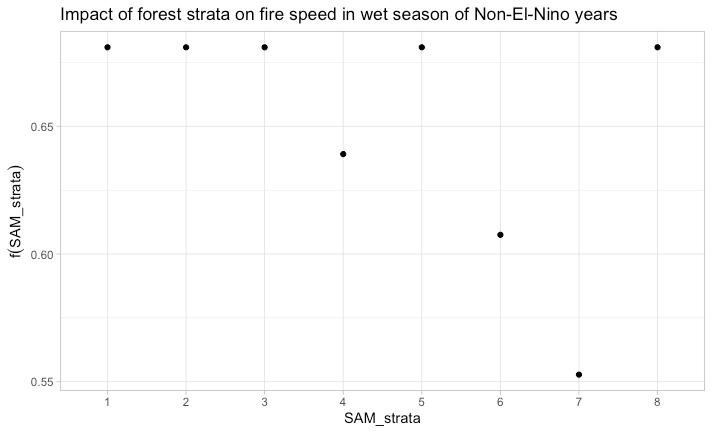 Impact of forest strata on fire speed in wet season of Non-El-Nino years
f(SAM_strata)
0.65
0.60
0.55
1 2 3 4 5 6 7 8
SAM_strata